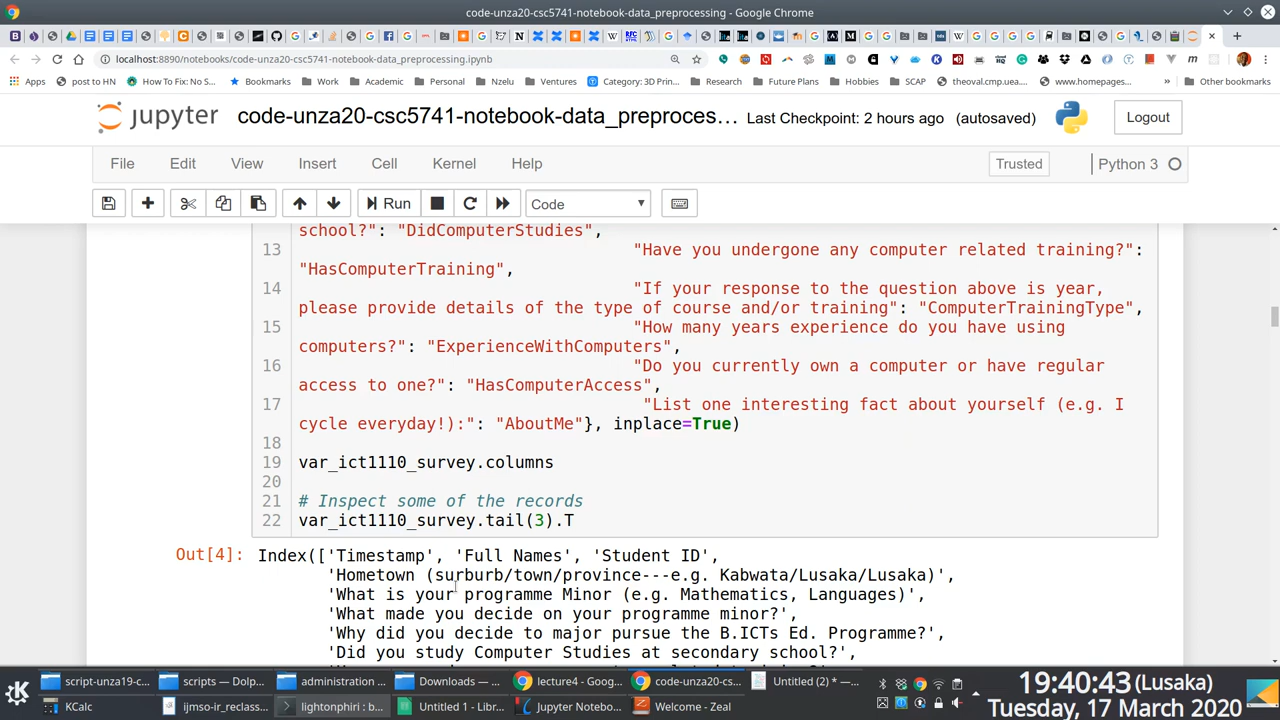 code-unza20-csc5741-notebook-data_preprocessing - Google Chrome
localhost:8890/notebooks/code-unza20-csc5741-notebook-data_preprocessing.ipynb
Apps post to HN How To Fix: No S... Bookmarks Work Academic Personal Nzelu Ventures Category: 3D Prin... Research Future Plans Hobbies SCAP theoval.cmp.uea... www.homepages... » Other bookmarks
jupyter code-unza20-csc5741-notebook-data_preproces... Last Checkpoint: 2 hours ago (autosaved) Logout
File Edit View Insert Cell Kernel Help Trusted Python 3
Run Code
school?": "DidComputerStudies",
13 "Have you undergone any computer related training?":
"HasComputerTraining",
14 "If your response to the question above is year,
please provide details of the type of course and/or training": "ComputerTrainingType",
15 "How many years experience do you have using
computers?": "ExperienceWithComputers",
16 "Do you currently own a computer or have regular
access to one?": "HasComputerAccess",
17 "List one interesting fact about yourself (e.g. I
cycle everyday!):": "AboutMe"}, inplace=True)
18
19 var_ict1110_survey.columns
20
21 # Inspect some of the records
22 var_ict1110_survey.tail(3).T
Out[4]: Index(['Timestamp', 'Full Names', 'Student ID',
'Hometown (surburb/town/province---e.g. Kabwata/Lusaka/Lusaka)',
'What is your programme Minor (e.g. Mathematics, Languages)',
'What made you decide on your programme minor?',
'Why did you decide to major pursue the B.ICTs Ed. Programme?',
'Did you study Computer Studies at secondary school?',
script-unza19-c... scripts — Dolp... administration ... Downloads — ... lecture4 - Goog... code-unza20-cs... Untitled (2) * —...
KCalc ijmso-ir_reclass... lightonphiri : b... Untitled 1 - Libr... Jupyter Notebo... Welcome - Zeal
19:40:43 (Lusaka)
Tuesday, 17 March 2020